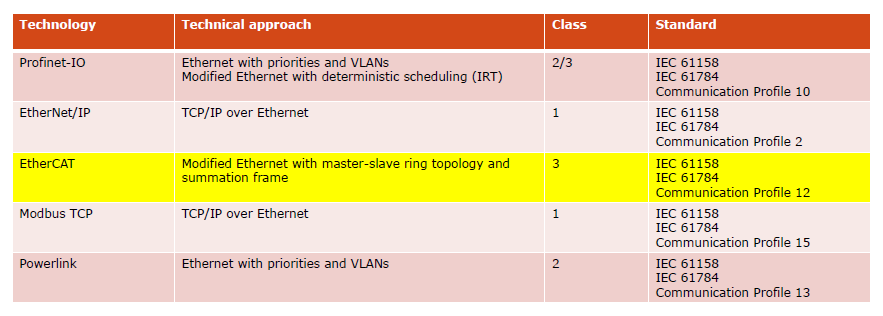 Technology Technical approach Class Standard
Profinet-IO Ethernet with priorities and VLANs 2/3 IEC 61158
Modified Ethernet with deterministic scheduling (IRT) IEC 61784
Communication Profile 10
EtherNet/IP TCP/IP over Ethernet 1 IEC 61158
IEC 61784
Communication Profile 2
EtherCAT Modified Ethernet with master-slave ring topology and 3 IEC 61158
summation frame IEC 61784
Communication Profile 12
Modbus TCP TCP/IP over Ethernet 1 IEC 61158
IEC 61784
Communication Profile 15
Powerlink Ethernet with priorities and VLANs 2 IEC 61158
IEC 61784
Communication Profile 13